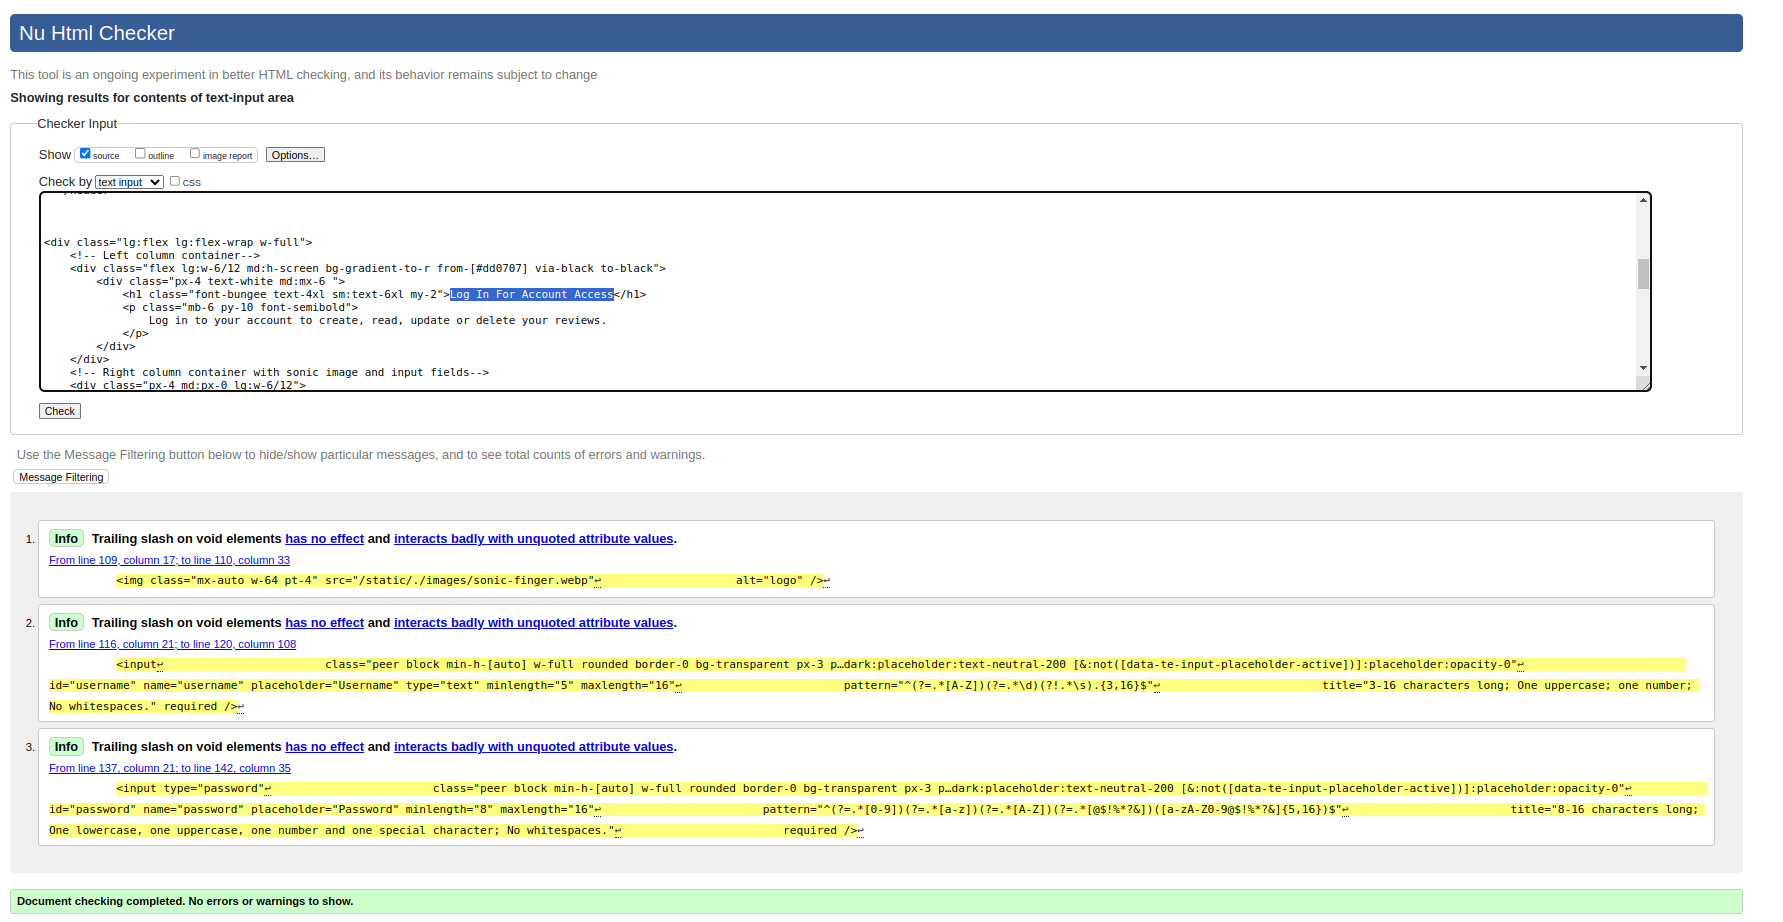 Nu Html Checker
This tool is an ongoing experiment in better HTML checking, and its behavior remains subject to change
Showing results for contents of text-input area
Checker Input
Show source outline image report Options...
Check by text input CSS
<div class="lg:flex lg:flex-wrap w-full">
<!-- Left column container-->
<div class="flex lg:w-6/12 md:h-screen bg-gradient-to-r from-[#dd0707] via-black to-black">
<div class="px-4 text-white md:mx-6 ">
<h1 class="font-bungee text-4xl sm:text-6xl my-2">Log In For Account Access</h1>
<p class="mb-6 py-10 font-semibold">
Log in to your account to create, read, update or delete your reviews.
</p>
</div>
</div>
<!-- Right column container with sonic image and input fields-->
<div class="px-4 md:px-0 lg:w-6/12">
Check
Use the Message Filtering button below to hide/show particular messages, and to see total counts of errors and warnings.
Message Filtering
1. Info Trailing slash on void elements has no effect and interacts badly with unquoted attribute values.
From line 109, column 17; to line 110, column 33
<img class="mx-auto w-64 pt-4" src="/static/./images/sonic-finger.webp"↩ alt="logo" />↩
2. Info Trailing slash on void elements has no effect and interacts badly with unquoted attribute values.
From line 116, column 21; to line 120, column 108
<input↩ class="peer block min-h-[auto] w-full rounded border-0 bg-transparent px-3 p…dark:placeholder:text-neutral-200 [&:not([data-te-input-placeholder-active])]:placeholder:opacity-0"↩
id="username" name="username" placeholder="Username" type="text" minlength="5" maxlength="16"↩ pattern="^(?=.*[A-Z])(?=.*\d)(?!.*\s).{3,16}$"↩ title="3-16 characters long; One uppercase; one number;
No whitespaces." required />↩
3. Info Trailing slash on void elements has no effect and interacts badly with unquoted attribute values.
From line 137, column 21; to line 142, column 35
<input type="password"↩ class="peer block min-h-[auto] w-full rounded border-0 bg-transparent px-3 p…dark:placeholder:text-neutral-200 [&:not([data-te-input-placeholder-active])]:placeholder:opacity-0"↩
id="password" name="password" placeholder="Password" minlength="8" maxlength="16"↩ pattern="^(?=.*[0-9])(?=.*[a-z])(?=.*[A-Z])(?=.*[@$!%*?&])([a-zA-Z0-9@$!%*?&]{5,16})$"↩ title="8-16 characters long;
One lowercase, one uppercase, one number and one special character; No whitespaces."↩ required />↩
Document checking completed. No errors or warnings to show.